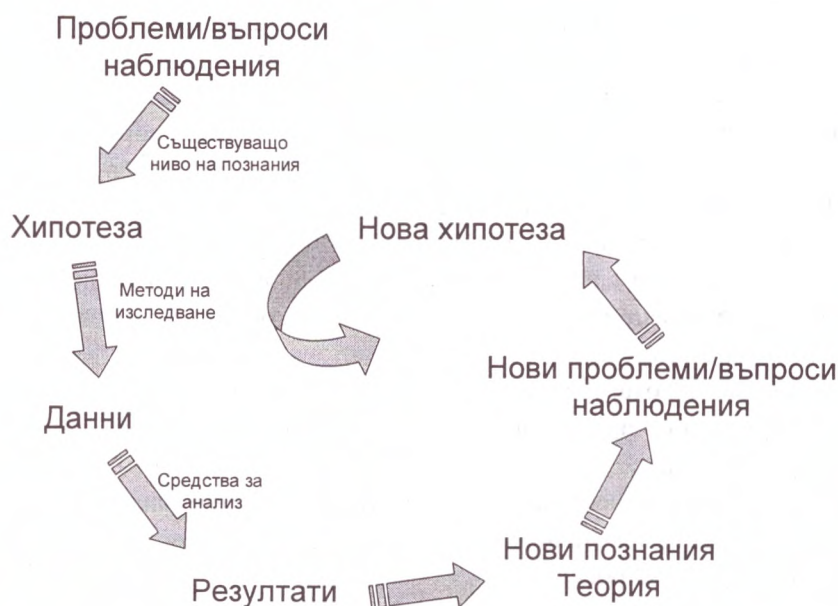 Проблеми/въпроси
наблюдения
Съществуващо
ниво на познания
Хипотеза
Методи на
изследване
Данни
Средства за
анализ
Резултати
Нови познания
Теория
Нови проблеми/въпроси
наблюдения
Нова хипотеза